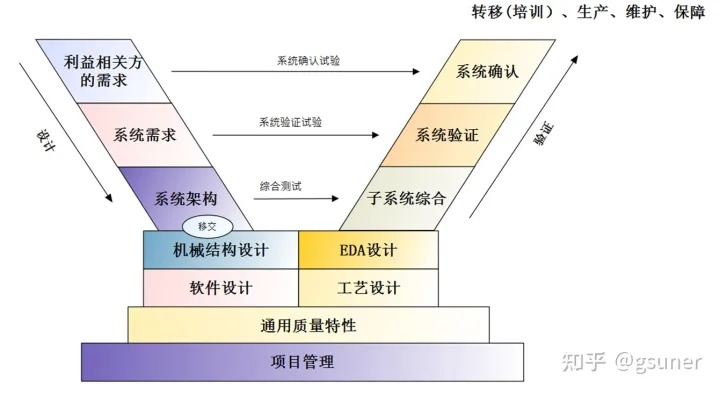 转移(培训）、生产、维护、保障
利益相关方
的需求
系统确认试验
系统确认
设计
系统需求
系统验证试验
系统验证
验证
系统架构
综合测试
子系统综合
移交
机械结构设计
EDA设计
软件设计
工艺设计
通用质量特性
项目管理
知乎 @gsuner